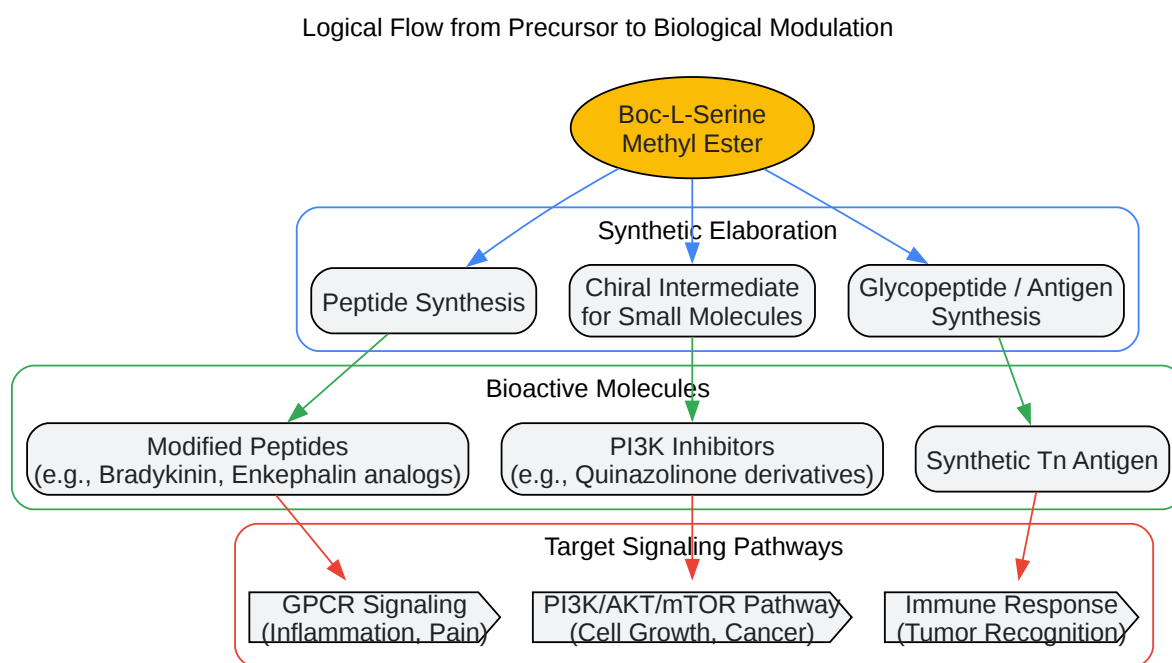 Logical Flow from Precursor to Biological Modulation
Boc-L-Serine
Methyl Ester
Synthetic Elaboration
Peptide Synthesis
Chiral Intermediate
for Small Molecules
Glycopeptide / Antigen
Synthesis
Bioactive Molecules
Modified Peptides
(e.g., Bradykinin, Enkephalin analogs)
PI3K Inhibitors
(e.g., Quinazolinone derivatives)
Synthetic Tn Antigen
Target Signaling Pathways
GPCR Signaling
(Inflammation, Pain)
PI3K/AKT/mTOR Pathway
(Cell Growth, Cancer)
Immune Response
(Tumor Recognition)